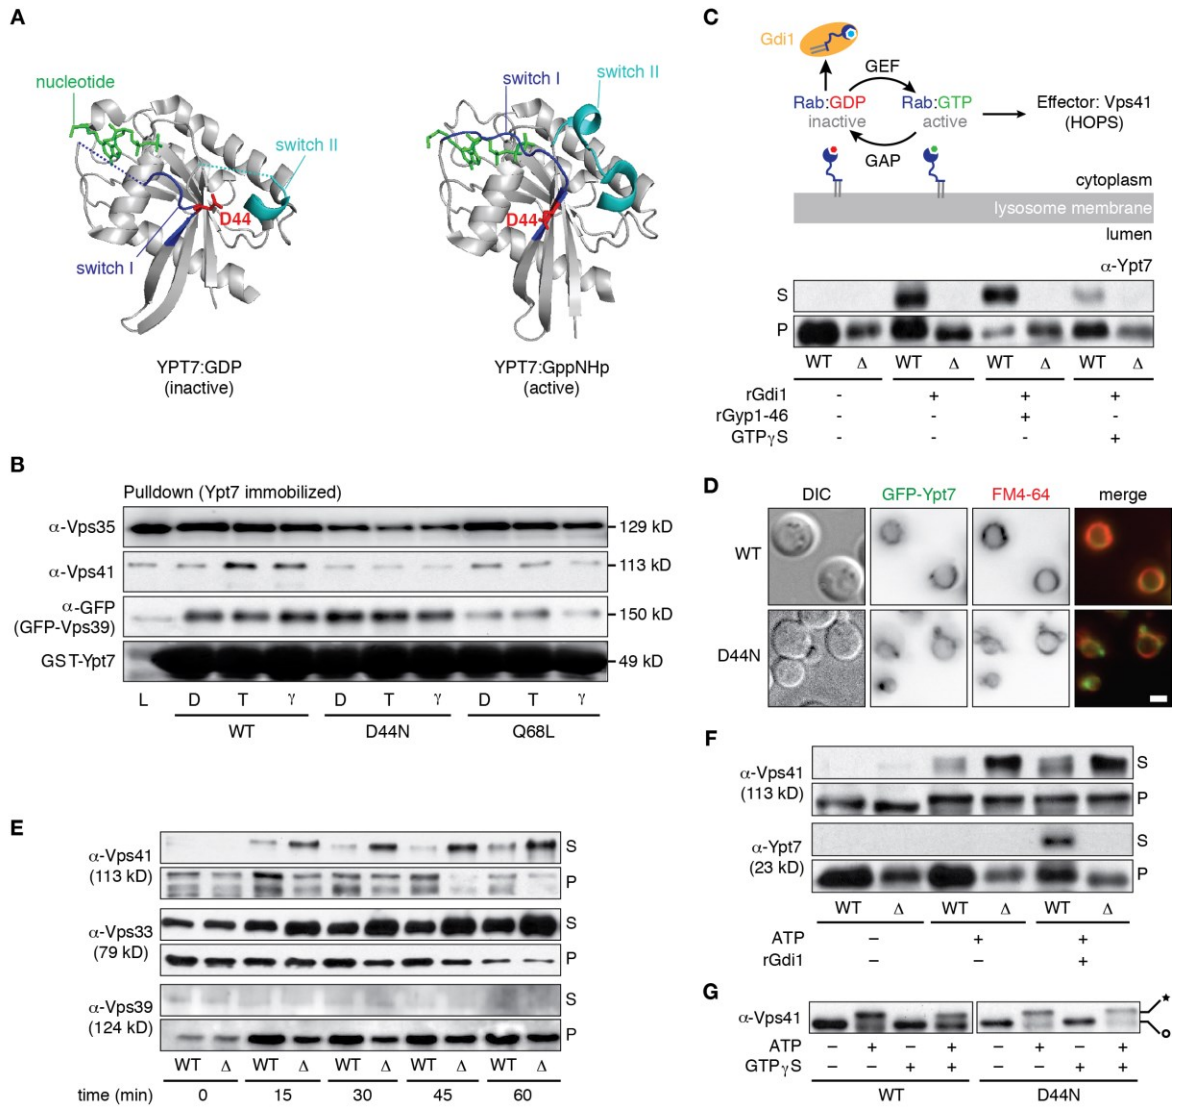 A
nucleotide
switch I
switch II
switch II
D44
D44
switch I
YPT7:GDP
(inactive)
YPT7:GppNHp
(active)
B
Pulldown (Ypt7 immobilized)
α-Vps35
129 kD
α-Vps41
113 kD
α-GFP
(GFP-Vps39)
150 kD
GST-Ypt7
49 kD
L D T γ D T γ D T γ
WT D44N Q68L
C
Gdi1
GEF
Rab:GDP Rab:GTP
inactive active
Effector: Vps41
(HOPS)
GAP
cytoplasm
lysosome membrane
lumen
α-Ypt7
S
P
WT Δ WT Δ WT Δ WT Δ
rGdi1 - + + +
rGyp1-46 - - + -
GTPγS - - - +
D
DIC GFP-Ypt7 FM4-64 merge
WT
D44N
E
α-Vps41
(113 kD)
S
P
α-Vps33
(79 kD)
S
P
α-Vps39
(124 kD)
S
P
WT Δ WT Δ WT Δ WT Δ WT Δ
time (min) 0 15 30 45 60
F
α-Vps41
(113 kD)
S
P
α-Ypt7
(23 kD)
S
P
WT Δ WT Δ WT Δ
ATP – + +
rGdi1 – – +
G
α-Vps41
ATP – + – + – + – +
GTPγS – – + + – – + +
WT D44N